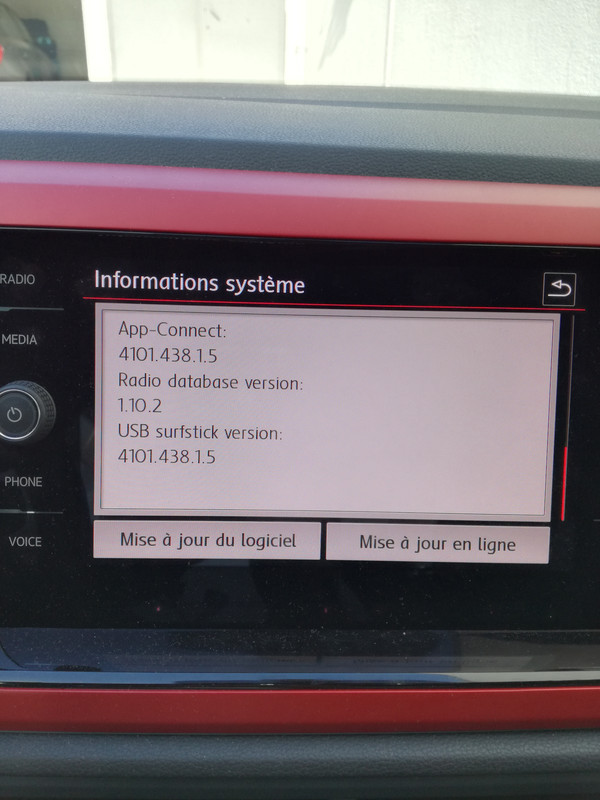 RADIO
MEDIA
PHONE
VOICE
Informations système
App-Connect:
4101.438.1.5
Radio database version:
1.10.2
USB surfstick version:
4101.438.1.5
Mise à jour du logiciel
Mise à jour en ligne